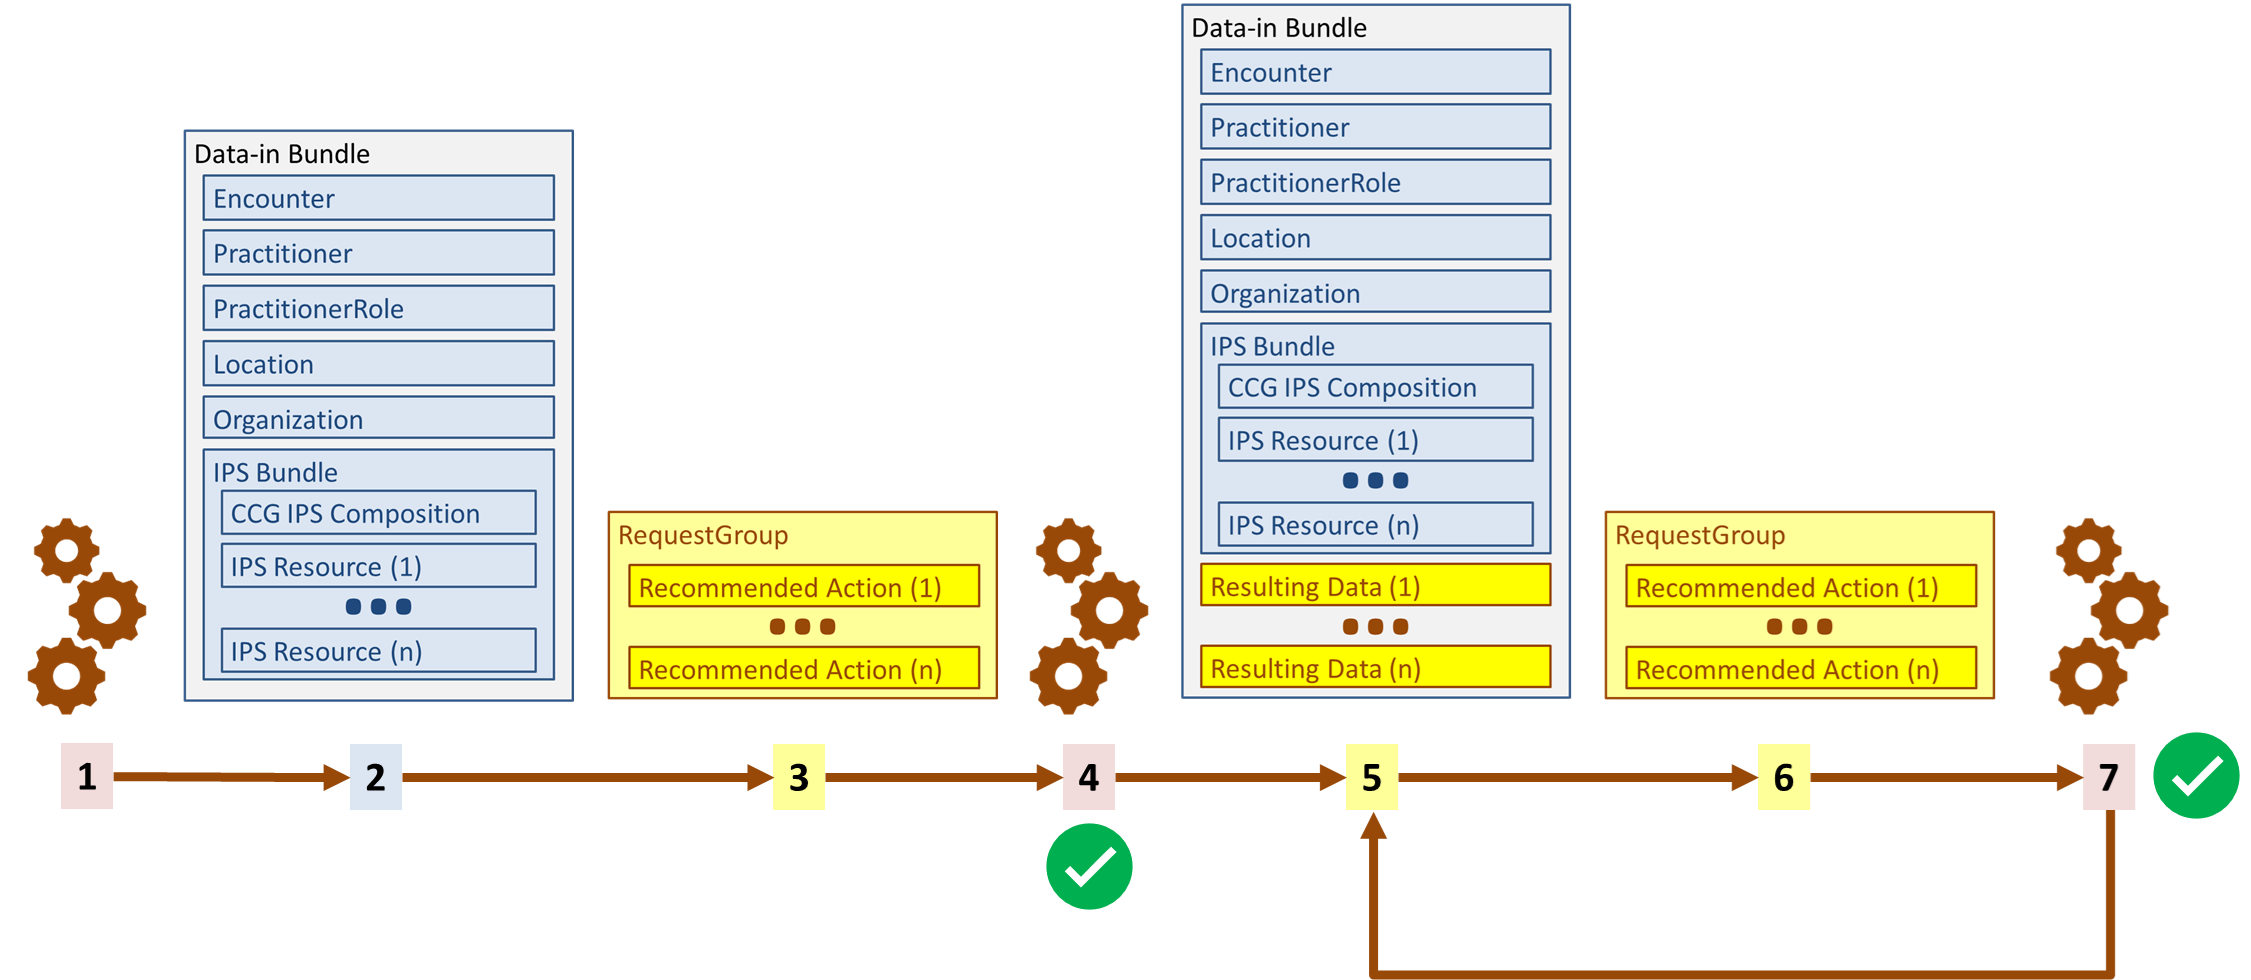 Data-in Bundle
Encounter
Practitioner
PractitionerRole
Location
Organization
IPS Bundle
CCG IPS Composition
IPS Resource (1)
IPS Resource (n)
RequestGroup
Recommended Action (1)
Recommended Action (n)
Data-in Bundle
Encounter
Practitioner
PractitionerRole
Location
Organization
IPS Bundle
CCG IPS Composition
IPS Resource (1)
IPS Resource (n)
Resulting Data (1)
Resulting Data (n)
RequestGroup
Recommended Action (1)
Recommended Action (n)
1
2
3
4
5
6
7